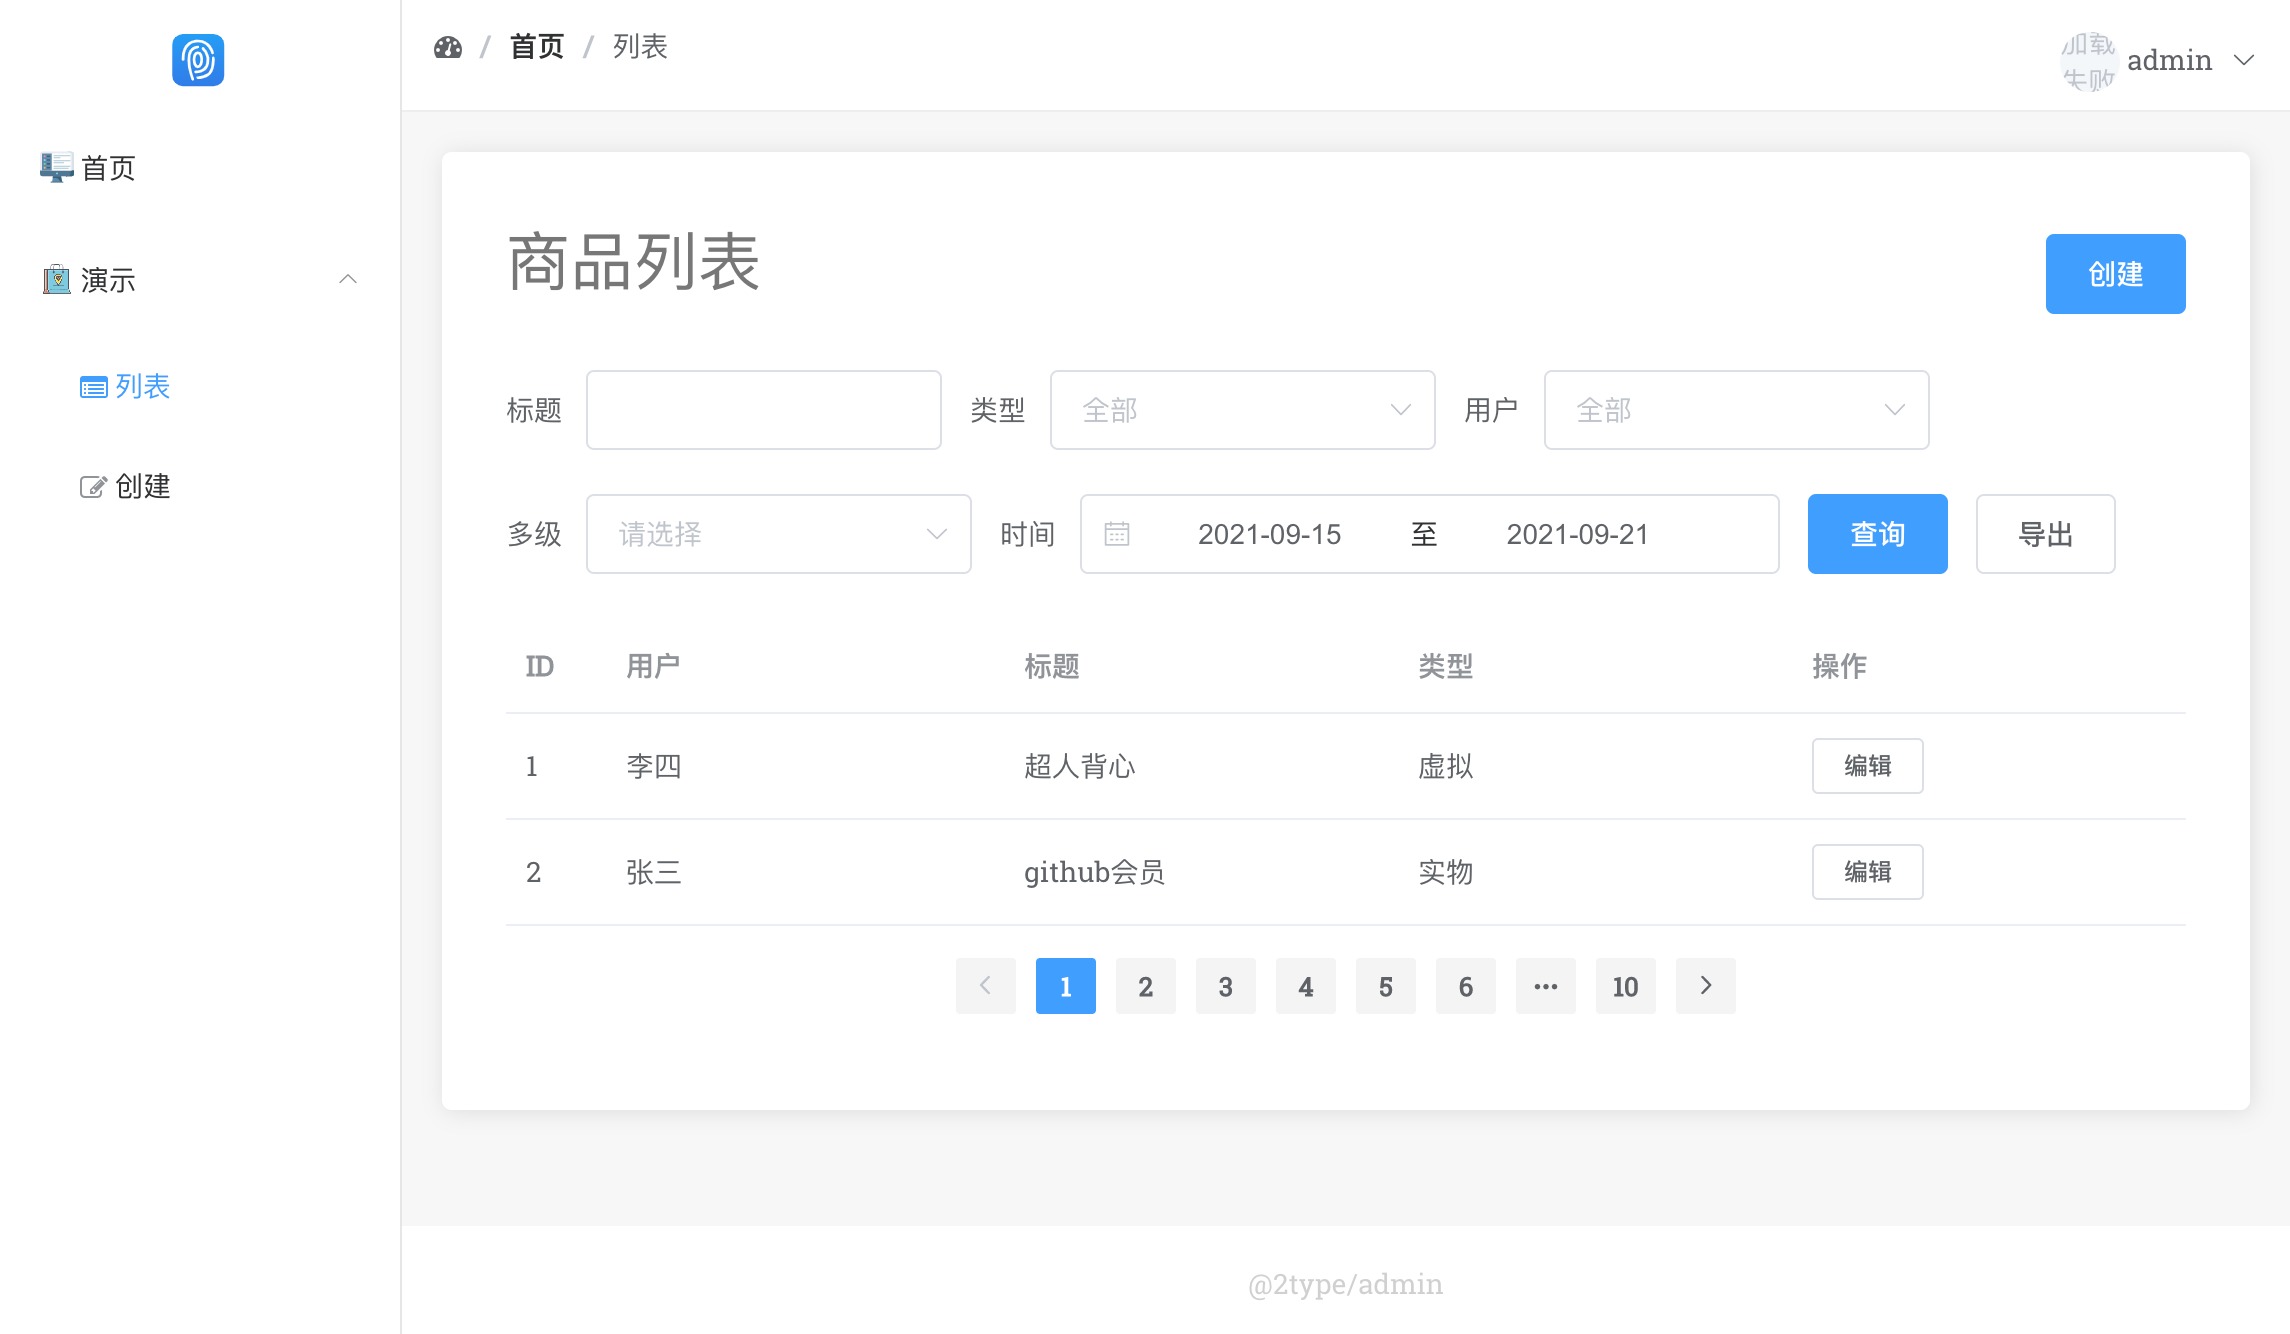 / 首页 / 列表
加载失败 admin
首页
演示
列表
创建
商品列表
创建
标题 类型 全部 用户 全部
多级 请选择 时间 2021-09-15 至 2021-09-21 查询 导出
ID 用户 标题 类型 操作
1 李四 超人背心 虚拟 编辑
2 张三 github会员 实物 编辑
1 2 3 4 5 6 ··· 10
@2type/admin